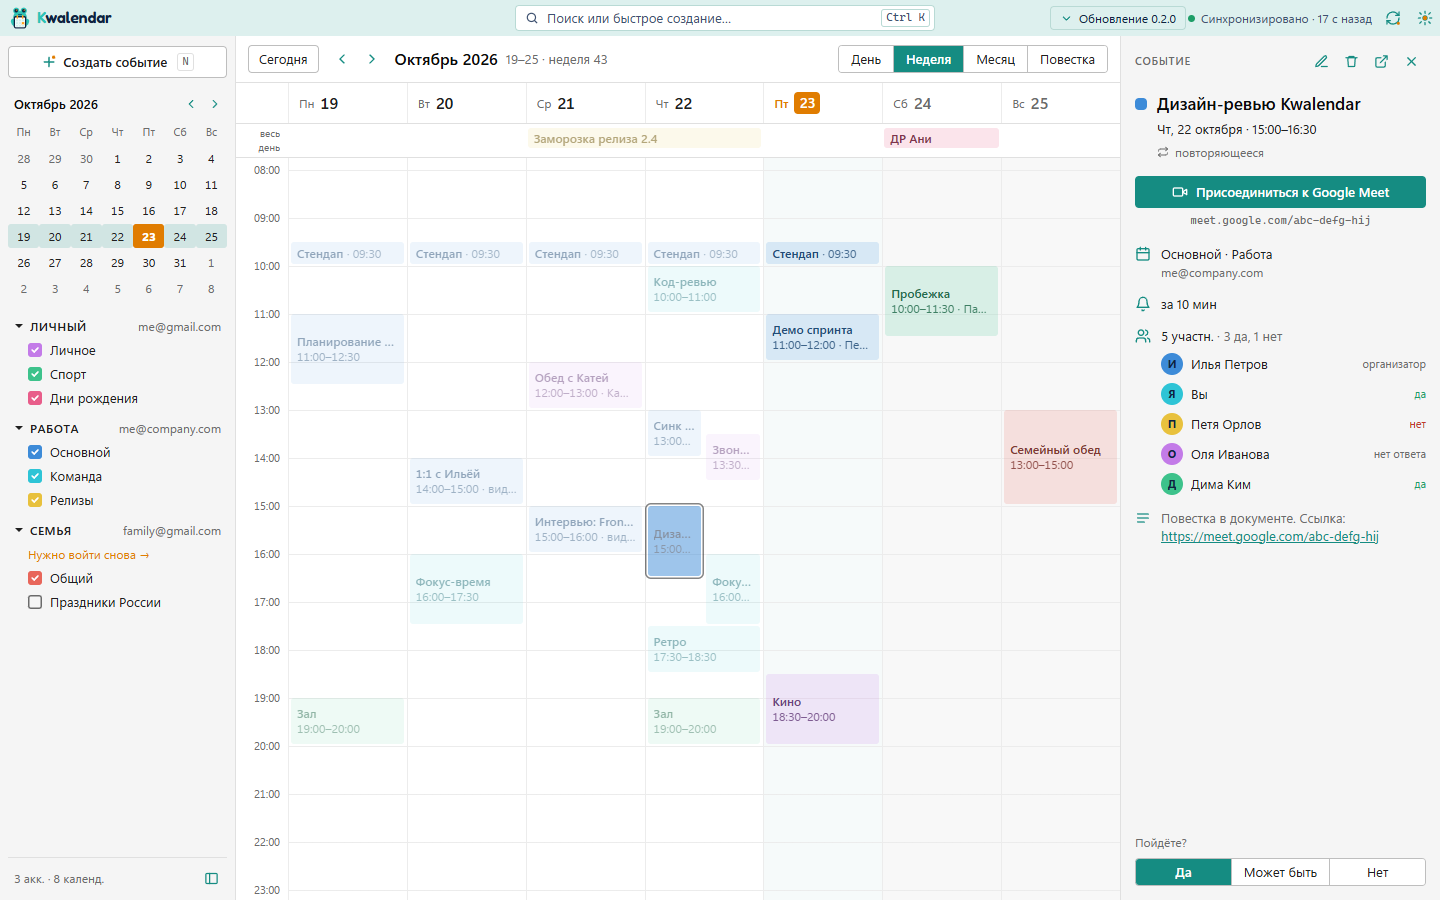 Kwalendar
Поиск или быстрое создание...
Ctrl K
Обновление 0.2.0
Синхронизировано · 17 с назад
Создать событие N
Октябрь 2026
Пн Вт Ср Чт Пт Сб Вс
28 29 30 1 2 3 4
5 6 7 8 9 10 11
12 13 14 15 16 17 18
19 20 21 22 23 24 25
26 27 28 29 30 31 1
2 3 4 5 6 7 8
ЛИЧНЫЙ me@gmail.com
Личное
Спорт
Дни рождения
РАБОТА me@company.com
Основной
Команда
Релизы
СЕМЬЯ family@gmail.com
Нужно войти снова →
Общий
Праздники России
3 акк. · 8 календ.
Сегодня
Октябрь 2026 19–25 · неделя 43
День Неделя Месяц Повестка
Пн 19 Вт 20 Ср 21 Чт 22 Пт 23 Сб 24 Вс 25
весь
день
Заморозка релиза 2.4
ДР Ани
08:00
09:00
10:00
11:00
12:00
13:00
14:00
15:00
16:00
17:00
18:00
19:00
20:00
21:00
22:00
23:00
Стендап · 09:30
Планирование ...
11:00–12:30
Зал
19:00–20:00
Стендап · 09:30
1:1 с Ильёй
14:00–15:00 · вид...
Фокус-время
16:00–17:30
Стендап · 09:30
Обед с Катей
12:00–13:00 · Ка...
Интервью: Fron...
15:00–16:00 · вид...
Стендап · 09:30
Код-ревью
10:00–11:00
Синк ...
13:00...
Звон...
13:30...
Диза...
15:00...
Фоку...
16:00...
Ретро
17:30–18:30
Зал
19:00–20:00
Стендап · 09:30
Демо спринта
11:00–12:00 · Пе...
Кино
18:30–20:00
Пробежка
10:00–11:30 · Па...
Семейный обед
13:00–15:00
СОБЫТИЕ
Дизайн-ревью Kwalendar
Чт, 22 октября · 15:00–16:30
повторяющееся
Присоединиться к Google Meet
meet.google.com/abc-defg-hij
Основной · Работа
me@company.com
за 10 мин
5 участн. · 3 да, 1 нет
И Илья Петров организатор
Я Вы да
П Петя Орлов нет
О Оля Иванова нет ответа
Д Дима Ким да
Повестка в документе. Ссылка:
https://meet.google.com/abc-defg-hij
Пойдёте?
Да Может быть Нет